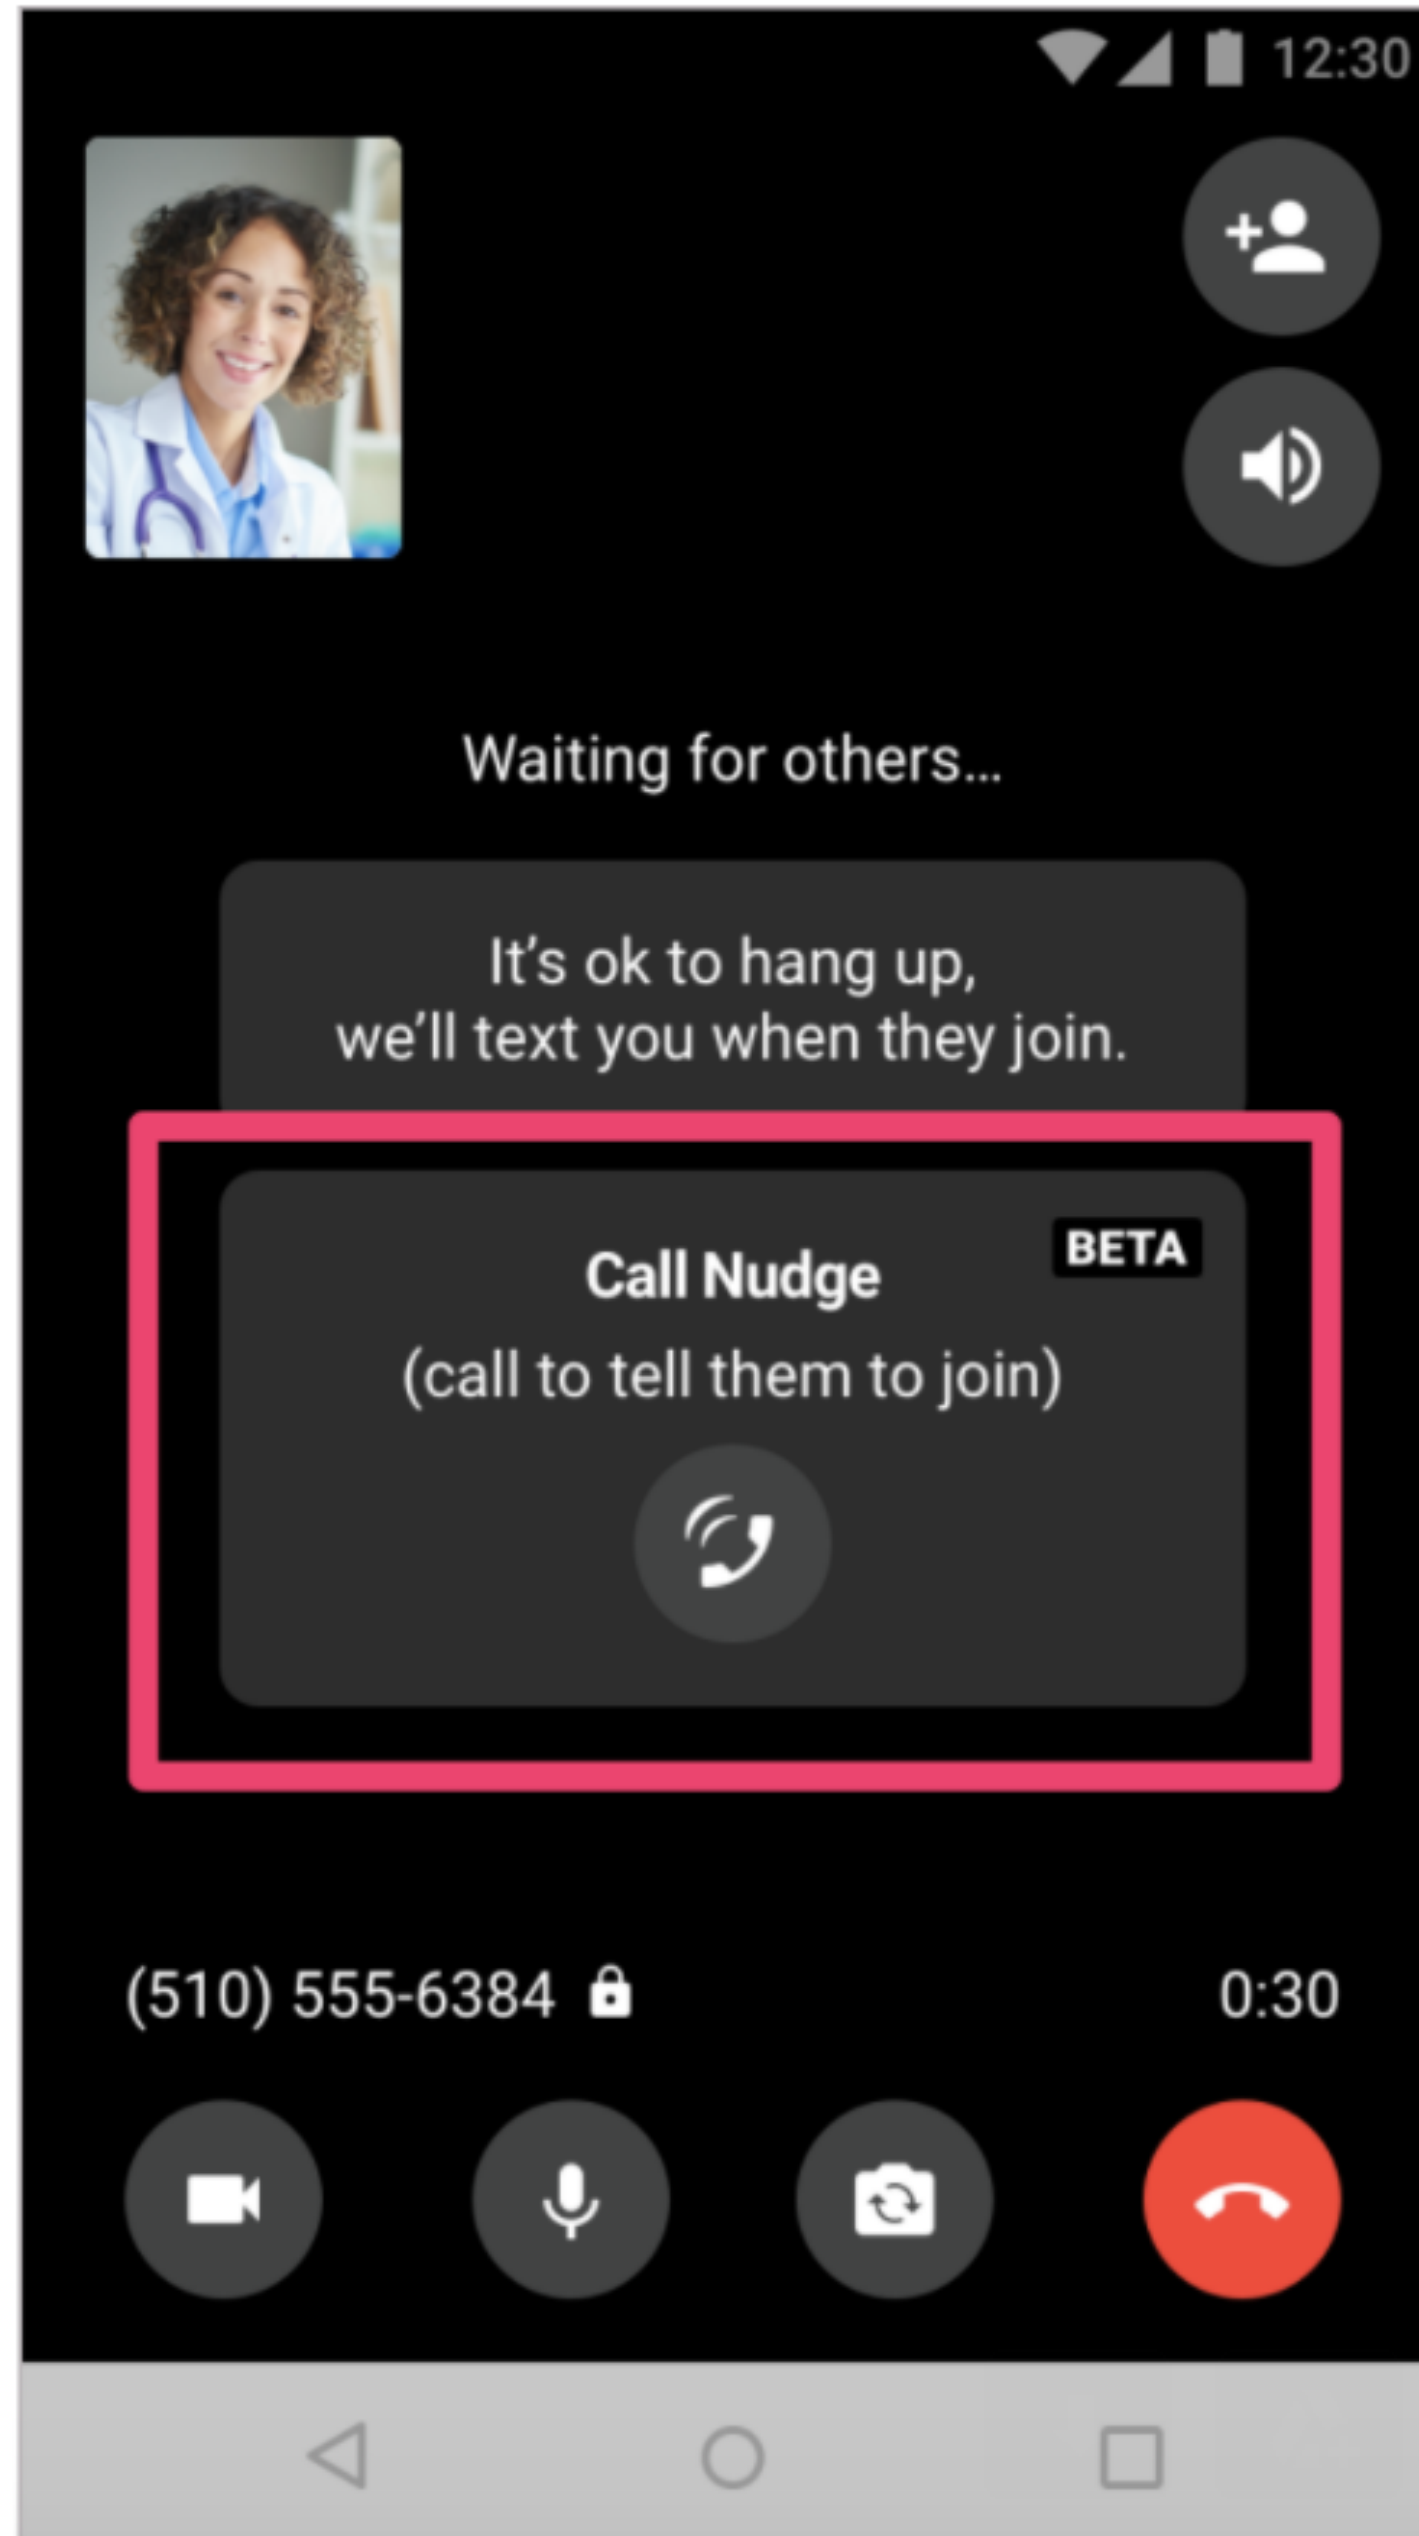 12:30
Waiting for others…
It’s ok to hang up,
we’ll text you when they join.
BETA
Call Nudge
(call to tell them to join)
(510) 555-6384
0:30